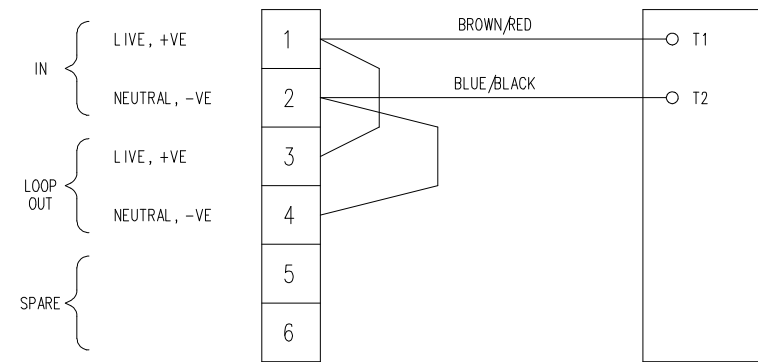 BROWN/RED
LIVE, +VE
1
T1
IN
BLUE/BLACK
NEUTRAL, -VE
2
T2
LIVE, +VE
3
LOOP
OUT
NEUTRAL, -VE
4
5
SPARE
6